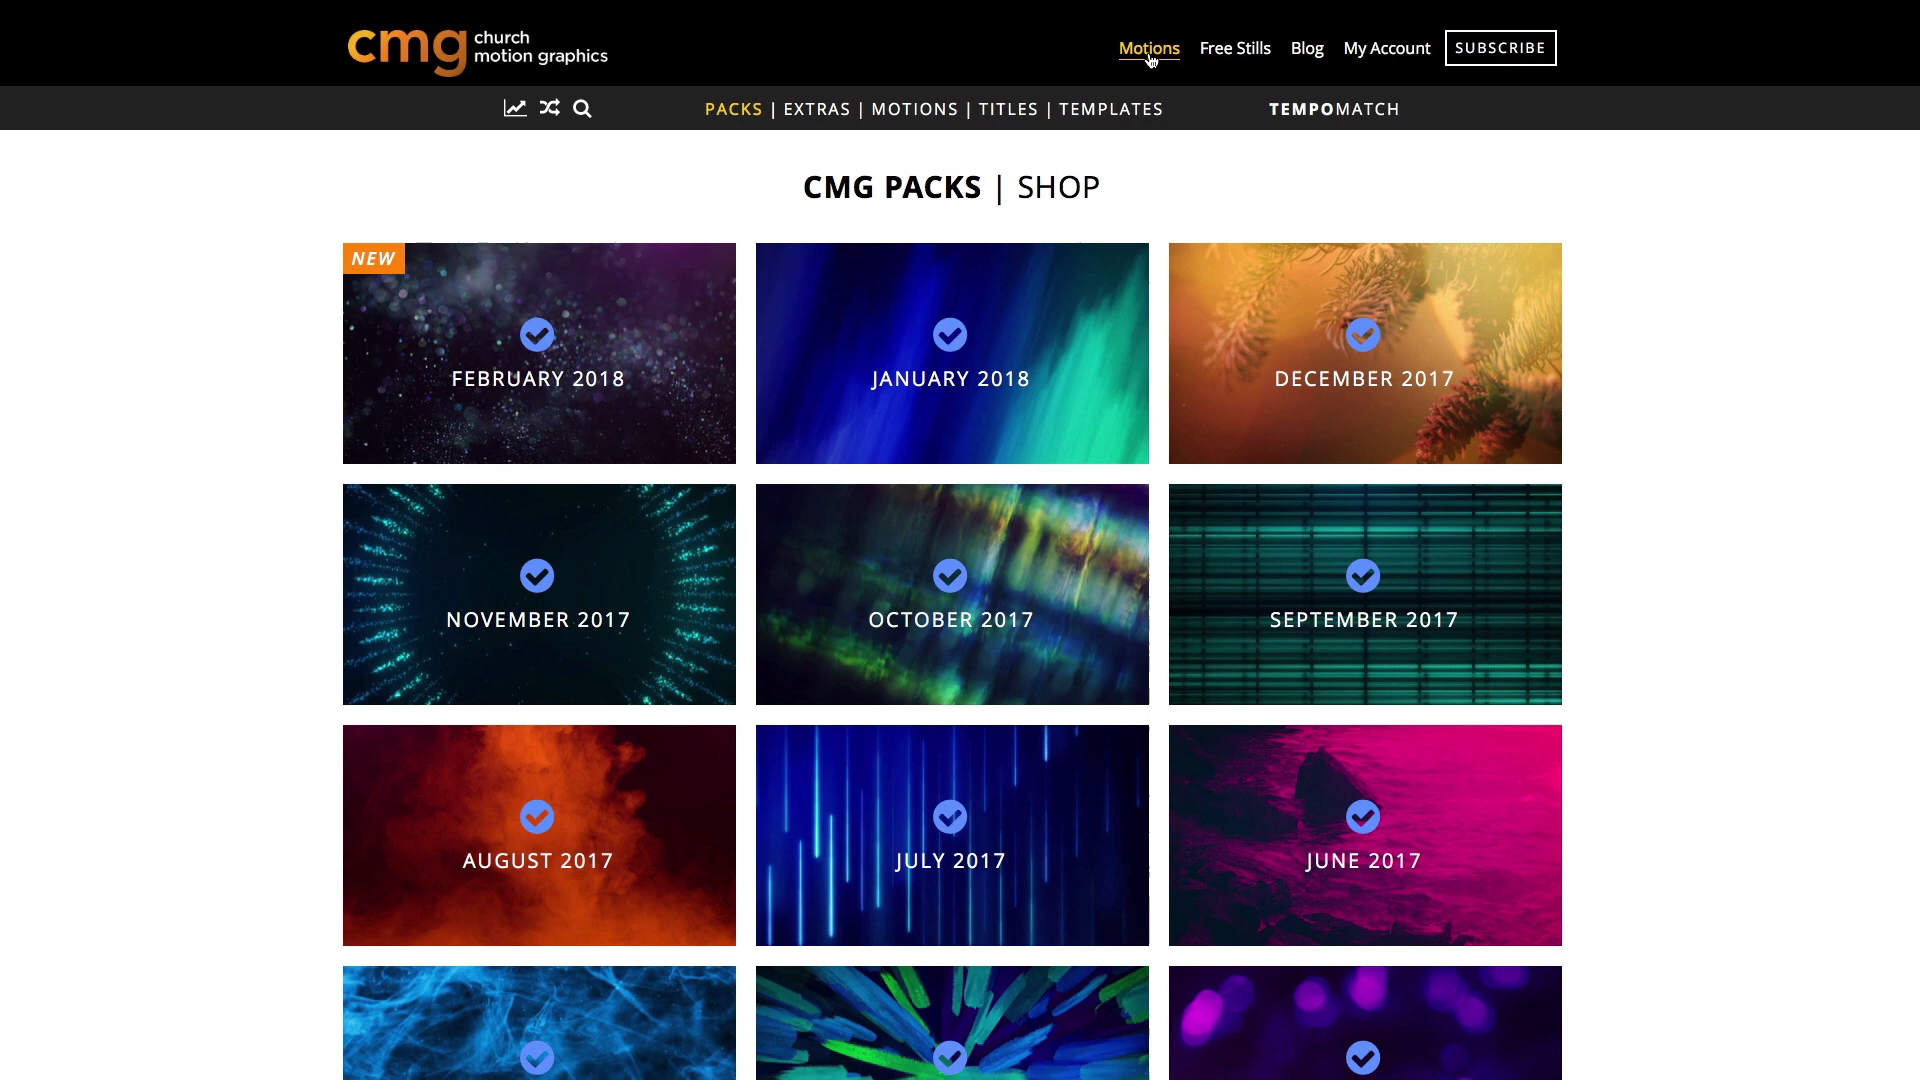 cmg church
motion graphics
Motions Free Stills Blog My Account SUBSCRIBE
PACKS | EXTRAS | MOTIONS | TITLES | TEMPLATES
TEMPOMATCH
CMG PACKS | SHOP
NEW
FEBRUARY 2018
JANUARY 2018
DECEMBER 2017
NOVEMBER 2017
OCTOBER 2017
SEPTEMBER 2017
AUGUST 2017
JULY 2017
JUNE 2017